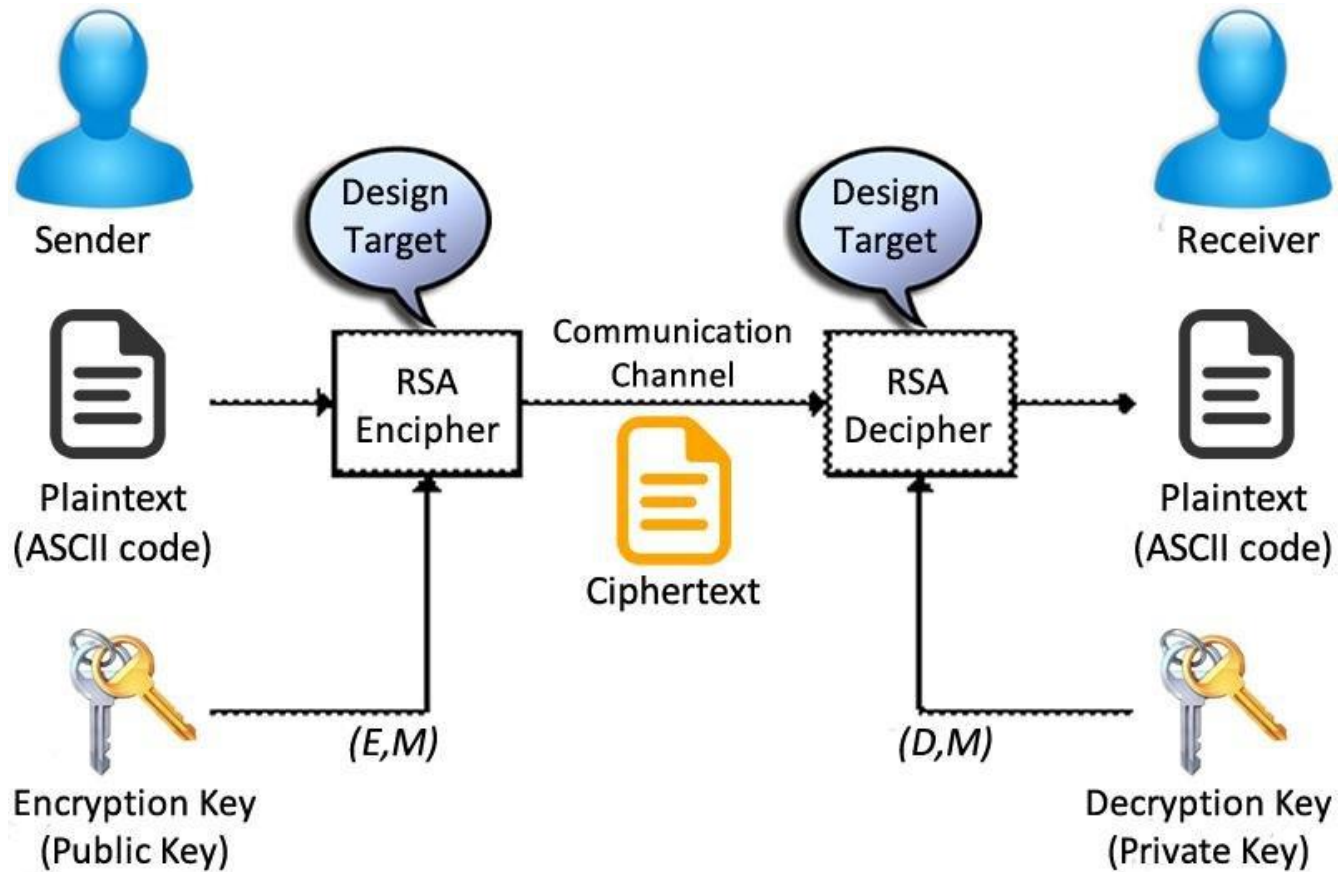 Sender
Design
Target
Design
Target
Receiver
Plaintext
(ASCII code)
RSA
Encipher
Communication
Channel
Ciphertext
RSA
Decipher
Plaintext
(ASCII code)
(E,M)
(D,M)
Encryption Key
(Public Key)
Decryption Key
(Private Key)